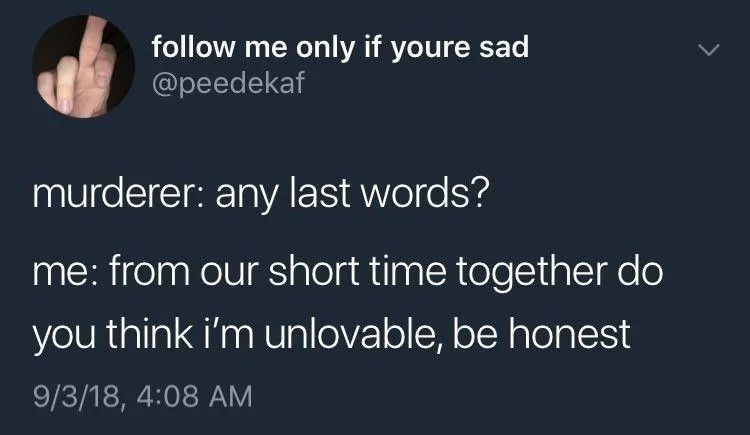 follow me only if youre sad
@peedekaf
murderer: any last words?
me: from our short time together do
you think i'm unlovable, be honest
9/3/18, 4:08 AM